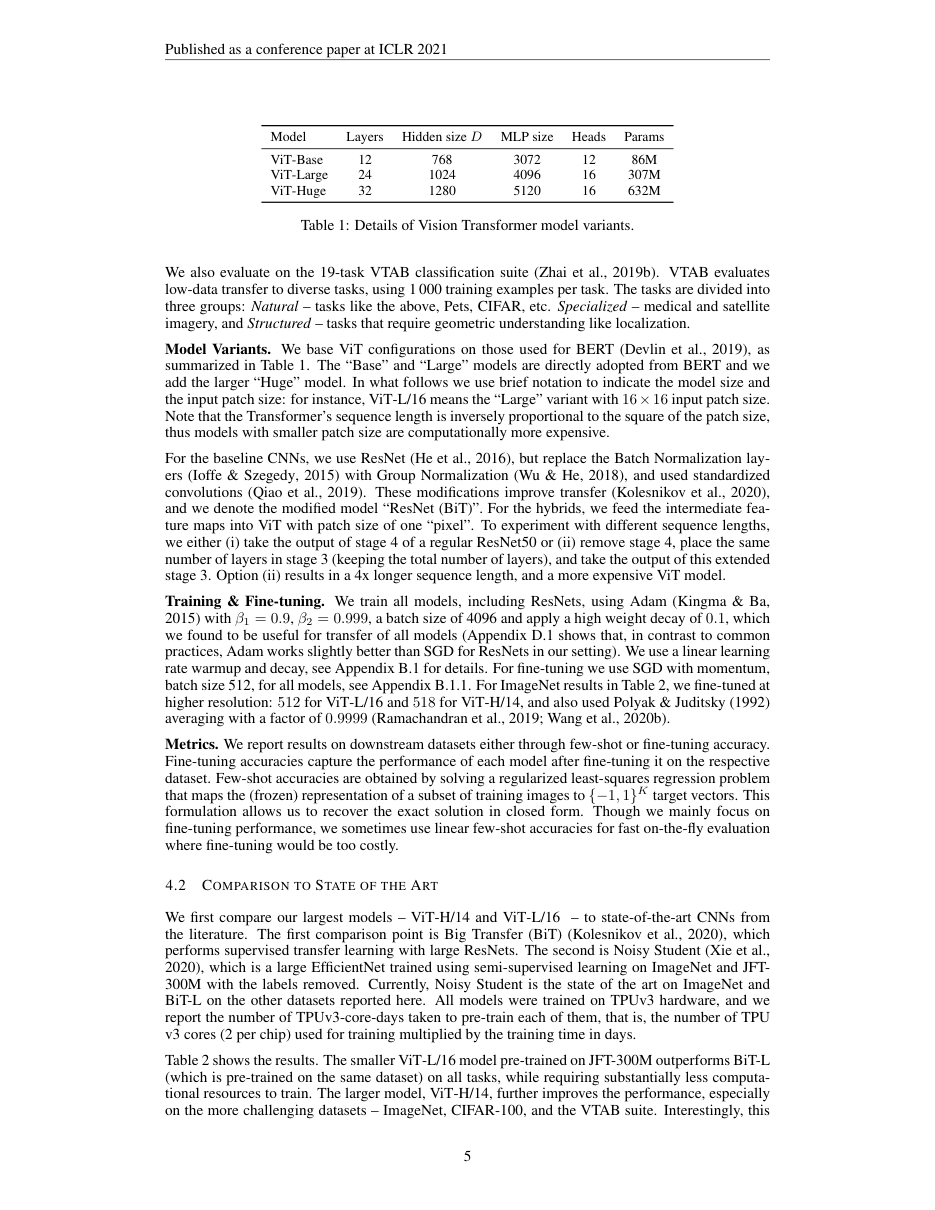 Published as a conference paper at ICLR 2021
Model Layers Hidden size D MLP size Heads Params
ViT-Base 12 768 3072 12 86M
ViT-Large 24 1024 4096 16 307M
ViT-Huge 32 1280 5120 16 632M
Table 1: Details of Vision Transformer model variants.
We also evaluate on the 19-task VTAB classification suite (Zhai et al., 2019b). VTAB evaluates
low-data transfer to diverse tasks, using 1 000 training examples per task. The tasks are divided into
three groups: Natural – tasks like the above, Pets, CIFAR, etc. Specialized – medical and satellite
imagery, and Structured – tasks that require geometric understanding like localization.
Model Variants. We base ViT configurations on those used for BERT (Devlin et al., 2019), as
summarized in Table 1. The “Base” and “Large” models are directly adopted from BERT and we
add the larger “Huge” model. In what follows we use brief notation to indicate the model size and
the input patch size: for instance, ViT-L/16 means the “Large” variant with 16 × 16 input patch size.
Note that the Transformer’s sequence length is inversely proportional to the square of the patch size,
thus models with smaller patch size are computationally more expensive.
For the baseline CNNs, we use ResNet (He et al., 2016), but replace the Batch Normalization lay-
ers (Ioffe & Szegedy, 2015) with Group Normalization (Wu & He, 2018), and used standardized
convolutions (Qiao et al., 2019). These modifications improve transfer (Kolesnikov et al., 2020),
and we denote the modified model “ResNet (BiT)”. For the hybrids, we feed the intermediate fea-
ture maps into ViT with patch size of one “pixel”. To experiment with different sequence lengths,
we either (i) take the output of stage 4 of a regular ResNet50 or (ii) remove stage 4, place the same
number of layers in stage 3 (keeping the total number of layers), and take the output of this extended
stage 3. Option (ii) results in a 4x longer sequence length, and a more expensive ViT model.
Training & Fine-tuning. We train all models, including ResNets, using Adam (Kingma & Ba,
2015) with β₁ = 0.9, β₂ = 0.999, a batch size of 4096 and apply a high weight decay of 0.1, which
we found to be useful for transfer of all models (Appendix D.1 shows that, in contrast to common
practices, Adam works slightly better than SGD for ResNets in our setting). We use a linear learning
rate warmup and decay, see Appendix B.1 for details. For fine-tuning we use SGD with momentum,
batch size 512, for all models, see Appendix B.1.1. For ImageNet results in Table 2, we fine-tuned at
higher resolution: 512 for ViT-L/16 and 518 for ViT-H/14, and also used Polyak & Juditsky (1992)
averaging with a factor of 0.9999 (Ramachandran et al., 2019; Wang et al., 2020b).
Metrics. We report results on downstream datasets either through few-shot or fine-tuning accuracy.
Fine-tuning accuracies capture the performance of each model after fine-tuning it on the respective
dataset. Few-shot accuracies are obtained by solving a regularized least-squares regression problem
that maps the (frozen) representation of a subset of training images to {−1, 1}ᴷ target vectors. This
formulation allows us to recover the exact solution in closed form. Though we mainly focus on
fine-tuning performance, we sometimes use linear few-shot accuracies for fast on-the-fly evaluation
where fine-tuning would be too costly.
4.2 COMPARISON TO STATE OF THE ART
We first compare our largest models – ViT-H/14 and ViT-L/16 – to state-of-the-art CNNs from
the literature. The first comparison point is Big Transfer (BiT) (Kolesnikov et al., 2020), which
performs supervised transfer learning with large ResNets. The second is Noisy Student (Xie et al.,
2020), which is a large EfficientNet trained using semi-supervised learning on ImageNet and JFT-
300M with the labels removed. Currently, Noisy Student is the state of the art on ImageNet and
BiT-L on the other datasets reported here. All models were trained on TPUv3 hardware, and we
report the number of TPUv3-core-days taken to pre-train each of them, that is, the number of TPU
v3 cores (2 per chip) used for training multiplied by the training time in days.
Table 2 shows the results. The smaller ViT-L/16 model pre-trained on JFT-300M outperforms BiT-L
(which is pre-trained on the same dataset) on all tasks, while requiring substantially less computa-
tional resources to train. The larger model, ViT-H/14, further improves the performance, especially
on the more challenging datasets – ImageNet, CIFAR-100, and the VTAB suite. Interestingly, this
5